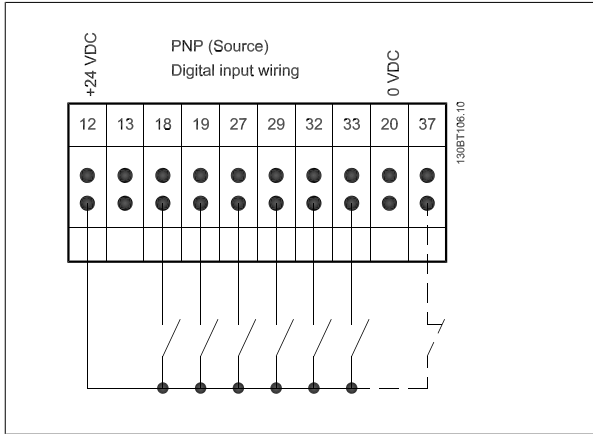 +24 VDC
PNP (Source)
Digital input wiring
0 VDC
12 13 18 19 27 29 32 33 20 37
130BT106.10